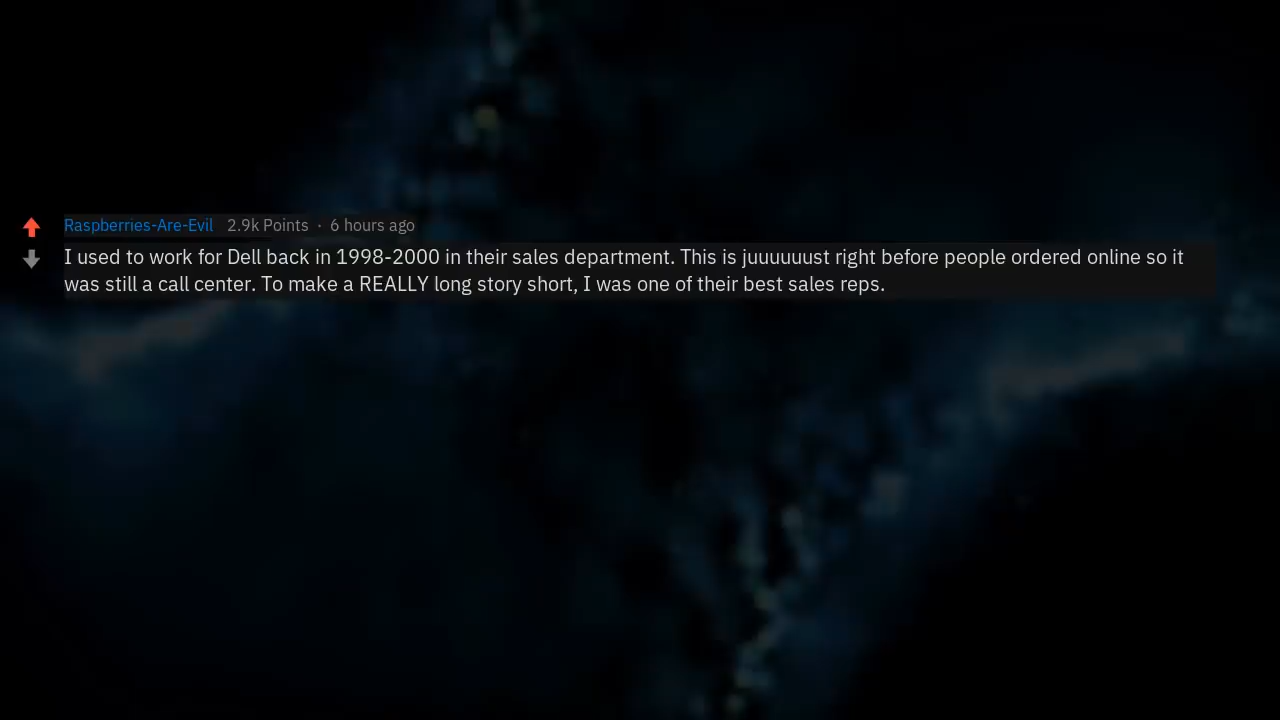 Raspberries-Are-Evil 2.9k Points · 6 hours ago
I used to work for Dell back in 1998-2000 in their sales department. This is juuuuuust right before people ordered online so it
was still a call center. To make a REALLY long story short, I was one of their best sales reps.